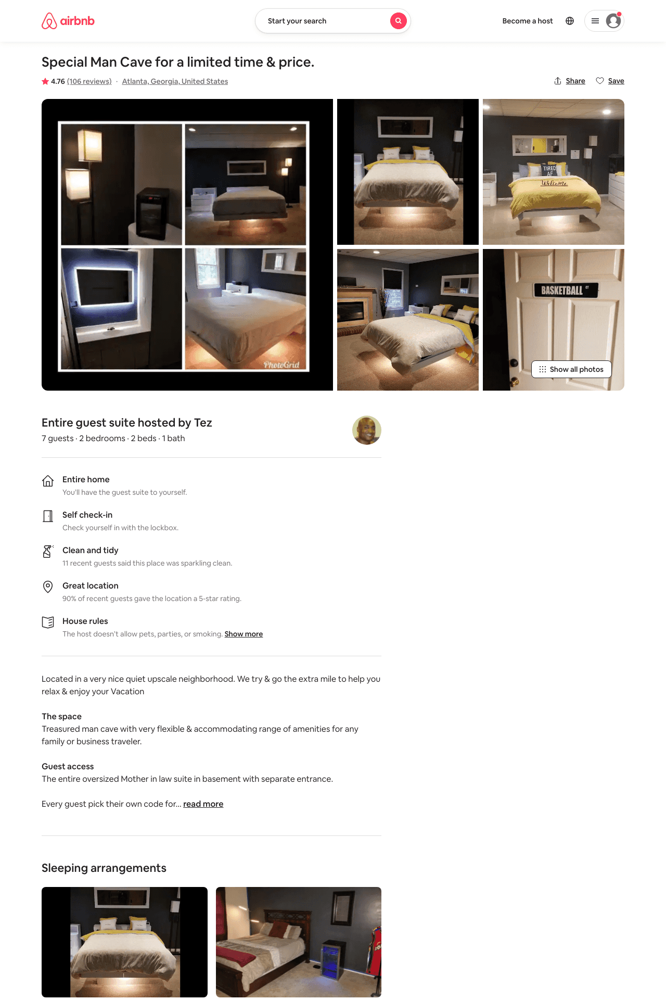 airbnb
Start your search
Become a host
Special Man Cave for a limited time & price.
4.76 (106 reviews) · Atlanta, Georgia, United States
Share
Save
TIRED
AF
Welcome
BASKETBALL CT
PhotoGrid
Show all photos
Entire guest suite hosted by Tez
7 guests · 2 bedrooms · 2 beds · 1 bath
Entire home
You’ll have the guest suite to yourself.
Self check-in
Check yourself in with the lockbox.
Clean and tidy
11 recent guests said this place was sparkling clean.
Great location
90% of recent guests gave the location a 5-star rating.
House rules
The host doesn’t allow pets, parties, or smoking. Show more
Located in a very nice quiet upscale neighborhood. We try & go the extra mile to help you
relax & enjoy your Vacation
The space
Treasured man cave with very flexible & accommodating range of amenities for any
family or business traveler.
Guest access
The entire oversized Mother in law suite in basement with separate entrance.
Every guest pick their own code for... read more
Sleeping arrangements